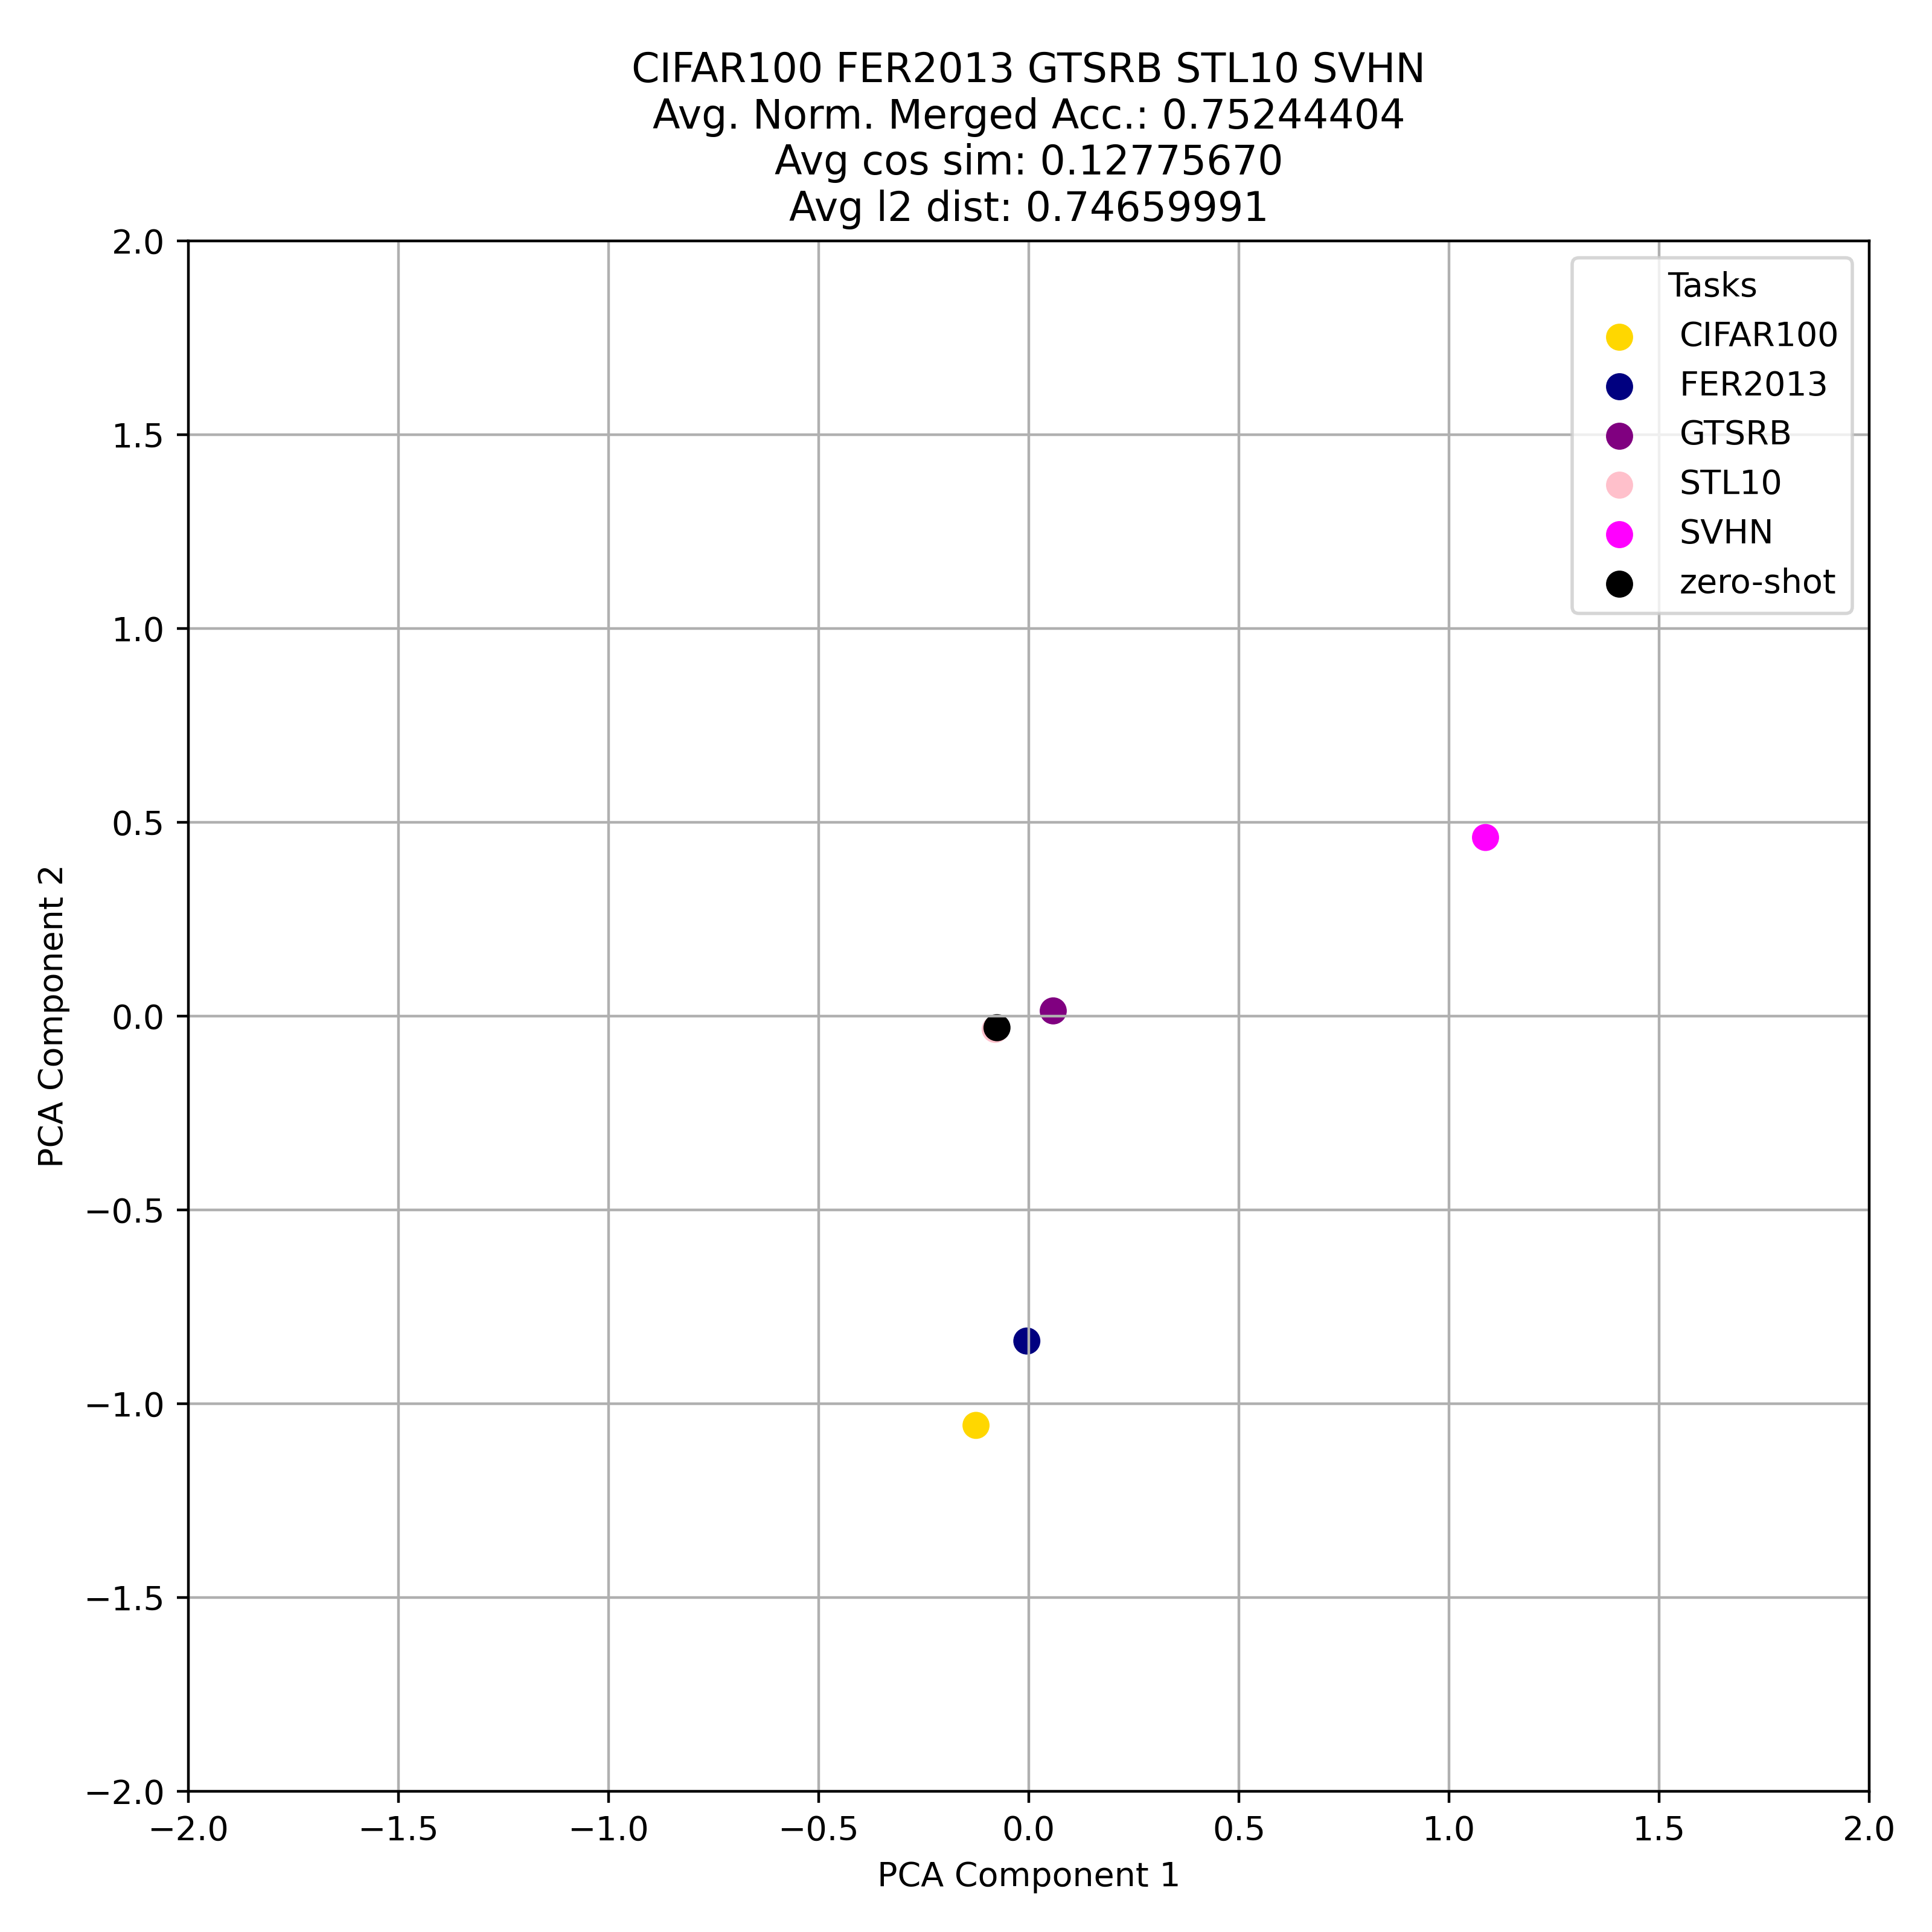 CIFAR100 FER2013 GTSRB STL10 SVHN
Avg. Norm. Merged Acc.: 0.75244404
Avg cos sim: 0.12775670
Avg l2 dist: 0.74659991
Tasks
CIFAR100
FER2013
GTSRB
STL10
SVHN
zero-shot
2.0
1.5
1.0
0.5
0.0
−0.5
−1.0
−1.5
−2.0
PCA Component 2
−2.0 −1.5 −1.0 −0.5 0.0 0.5 1.0 1.5 2.0
PCA Component 1